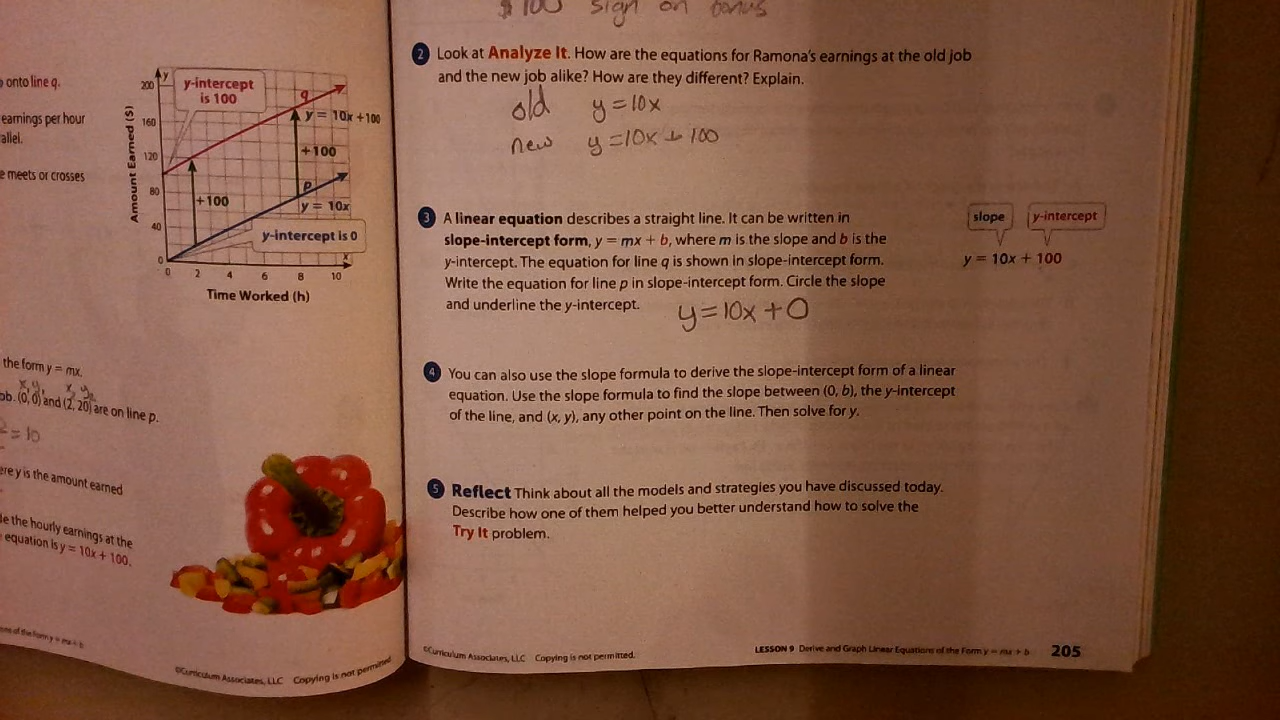 onto line q.
earnings per hour
allel.
e meets or crosses
y
200
160
120
80
40
0
0 2 4 6 8 10
x
Amount Earned ($)
Time Worked (h)
y-intercept
is 100
q
y = 10x + 100
+100
+100
p
y = 10x
y-intercept is 0
the form y = mx.
x, y, x, y
ob. (0, 0) and (2, 20) are on line p.
= 10
ere y is the amount earned
de the hourly earnings at the
equation is y = 10x + 100.
ons of the Form y = mx + b
©Curriculum Associates, LLC Copying is not permitted.
$100 sign on bonus
2 Look at Analyze It. How are the equations for Ramona's earnings at the old job
and the new job alike? How are they different? Explain.
old y = 10x
new y = 10x + 100
3 A linear equation describes a straight line. It can be written in
slope-intercept form, y = mx + b, where m is the slope and b is the
y-intercept. The equation for line q is shown in slope-intercept form.
Write the equation for line p in slope-intercept form. Circle the slope
and underline the y-intercept.
y = 10x + 0
slope y-intercept
y = 10x + 100
4 You can also use the slope formula to derive the slope-intercept form of a linear
equation. Use the slope formula to find the slope between (0, b), the y-intercept
of the line, and (x, y), any other point on the line. Then solve for y.
5 Reflect Think about all the models and strategies you have discussed today.
Describe how one of them helped you better understand how to solve the
Try It problem.
©Curriculum Associates, LLC Copying is not permitted.
LESSON 9 Derive and Graph Linear Equations of the Form y = mx + b 205